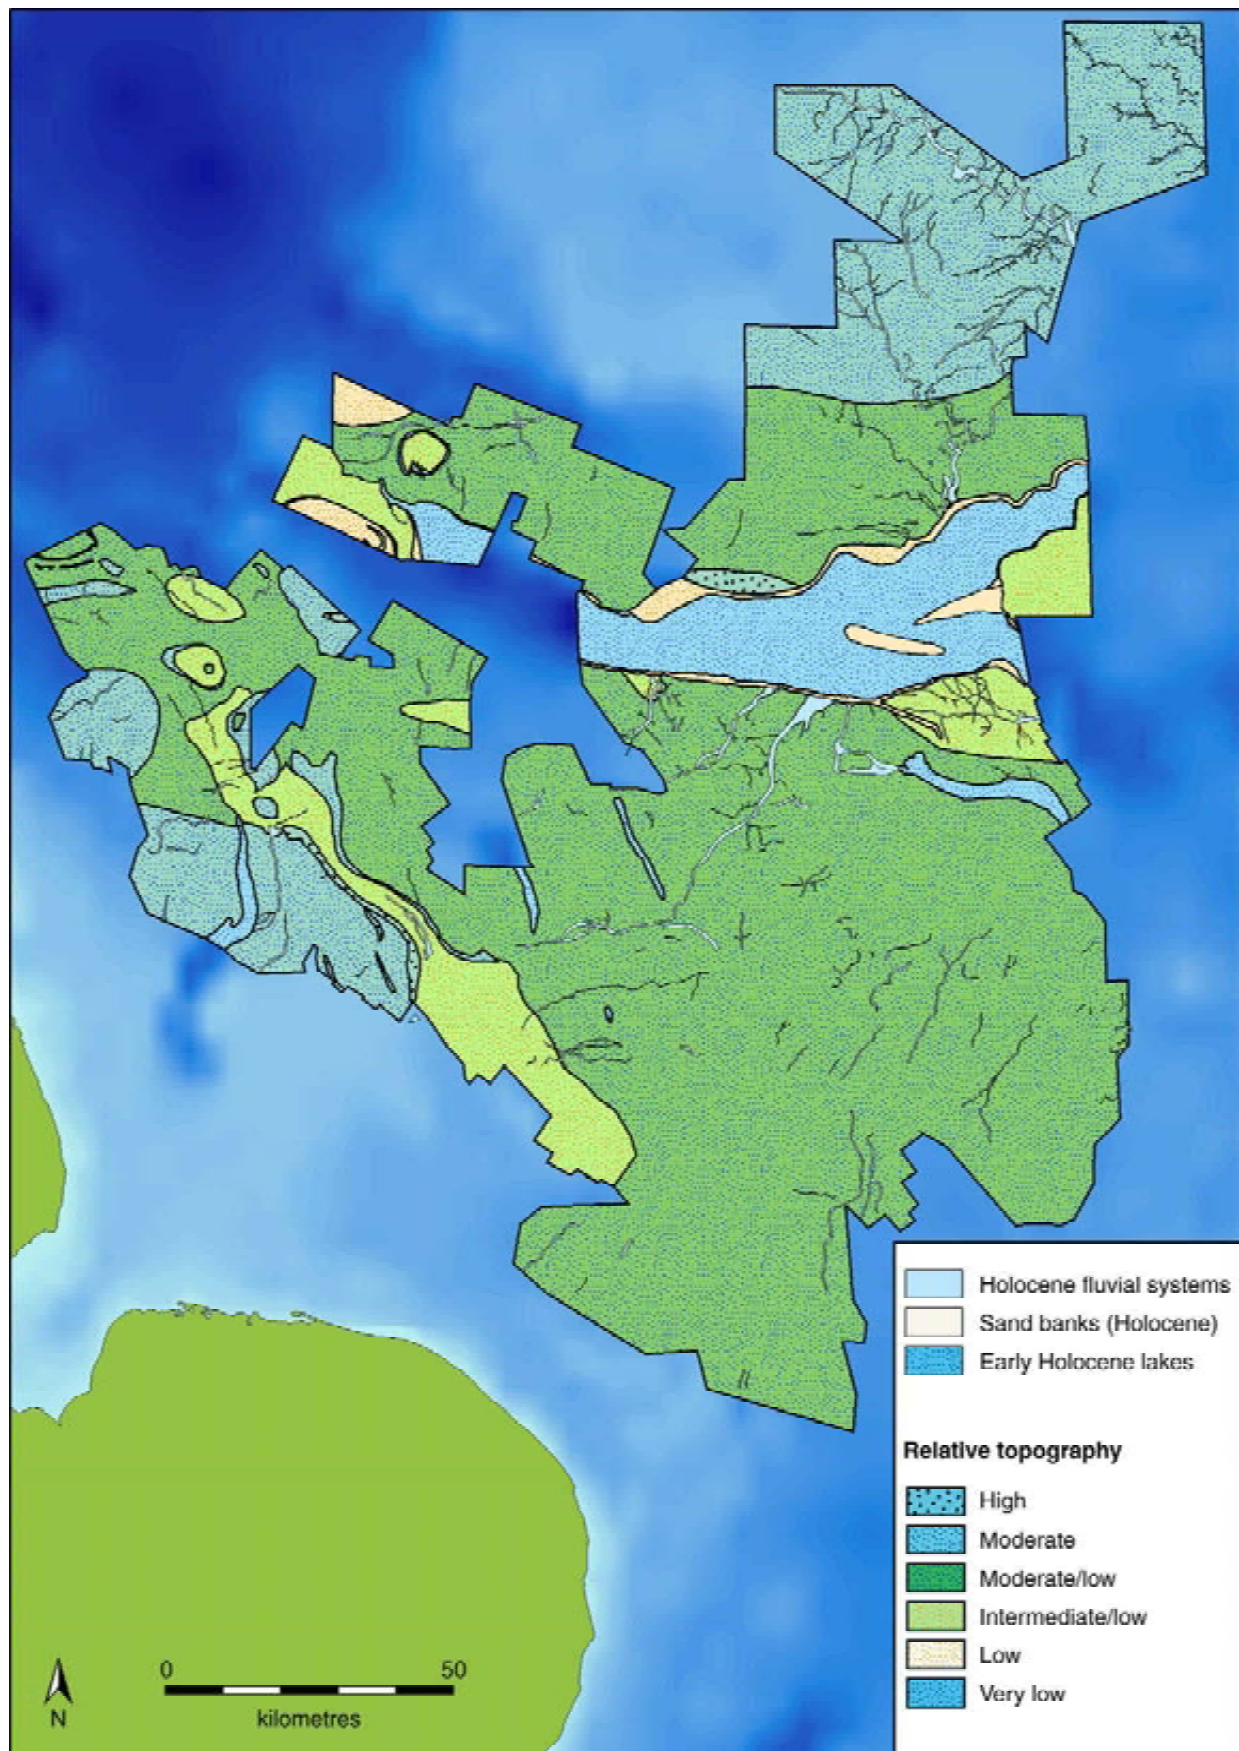 Holocene fluvial systems
Sand banks (Holocene)
Early Holocene lakes
Relative topography
High
Moderate
Moderate/low
Intermediate/low
Low
Very low
0 50
kilometres
N